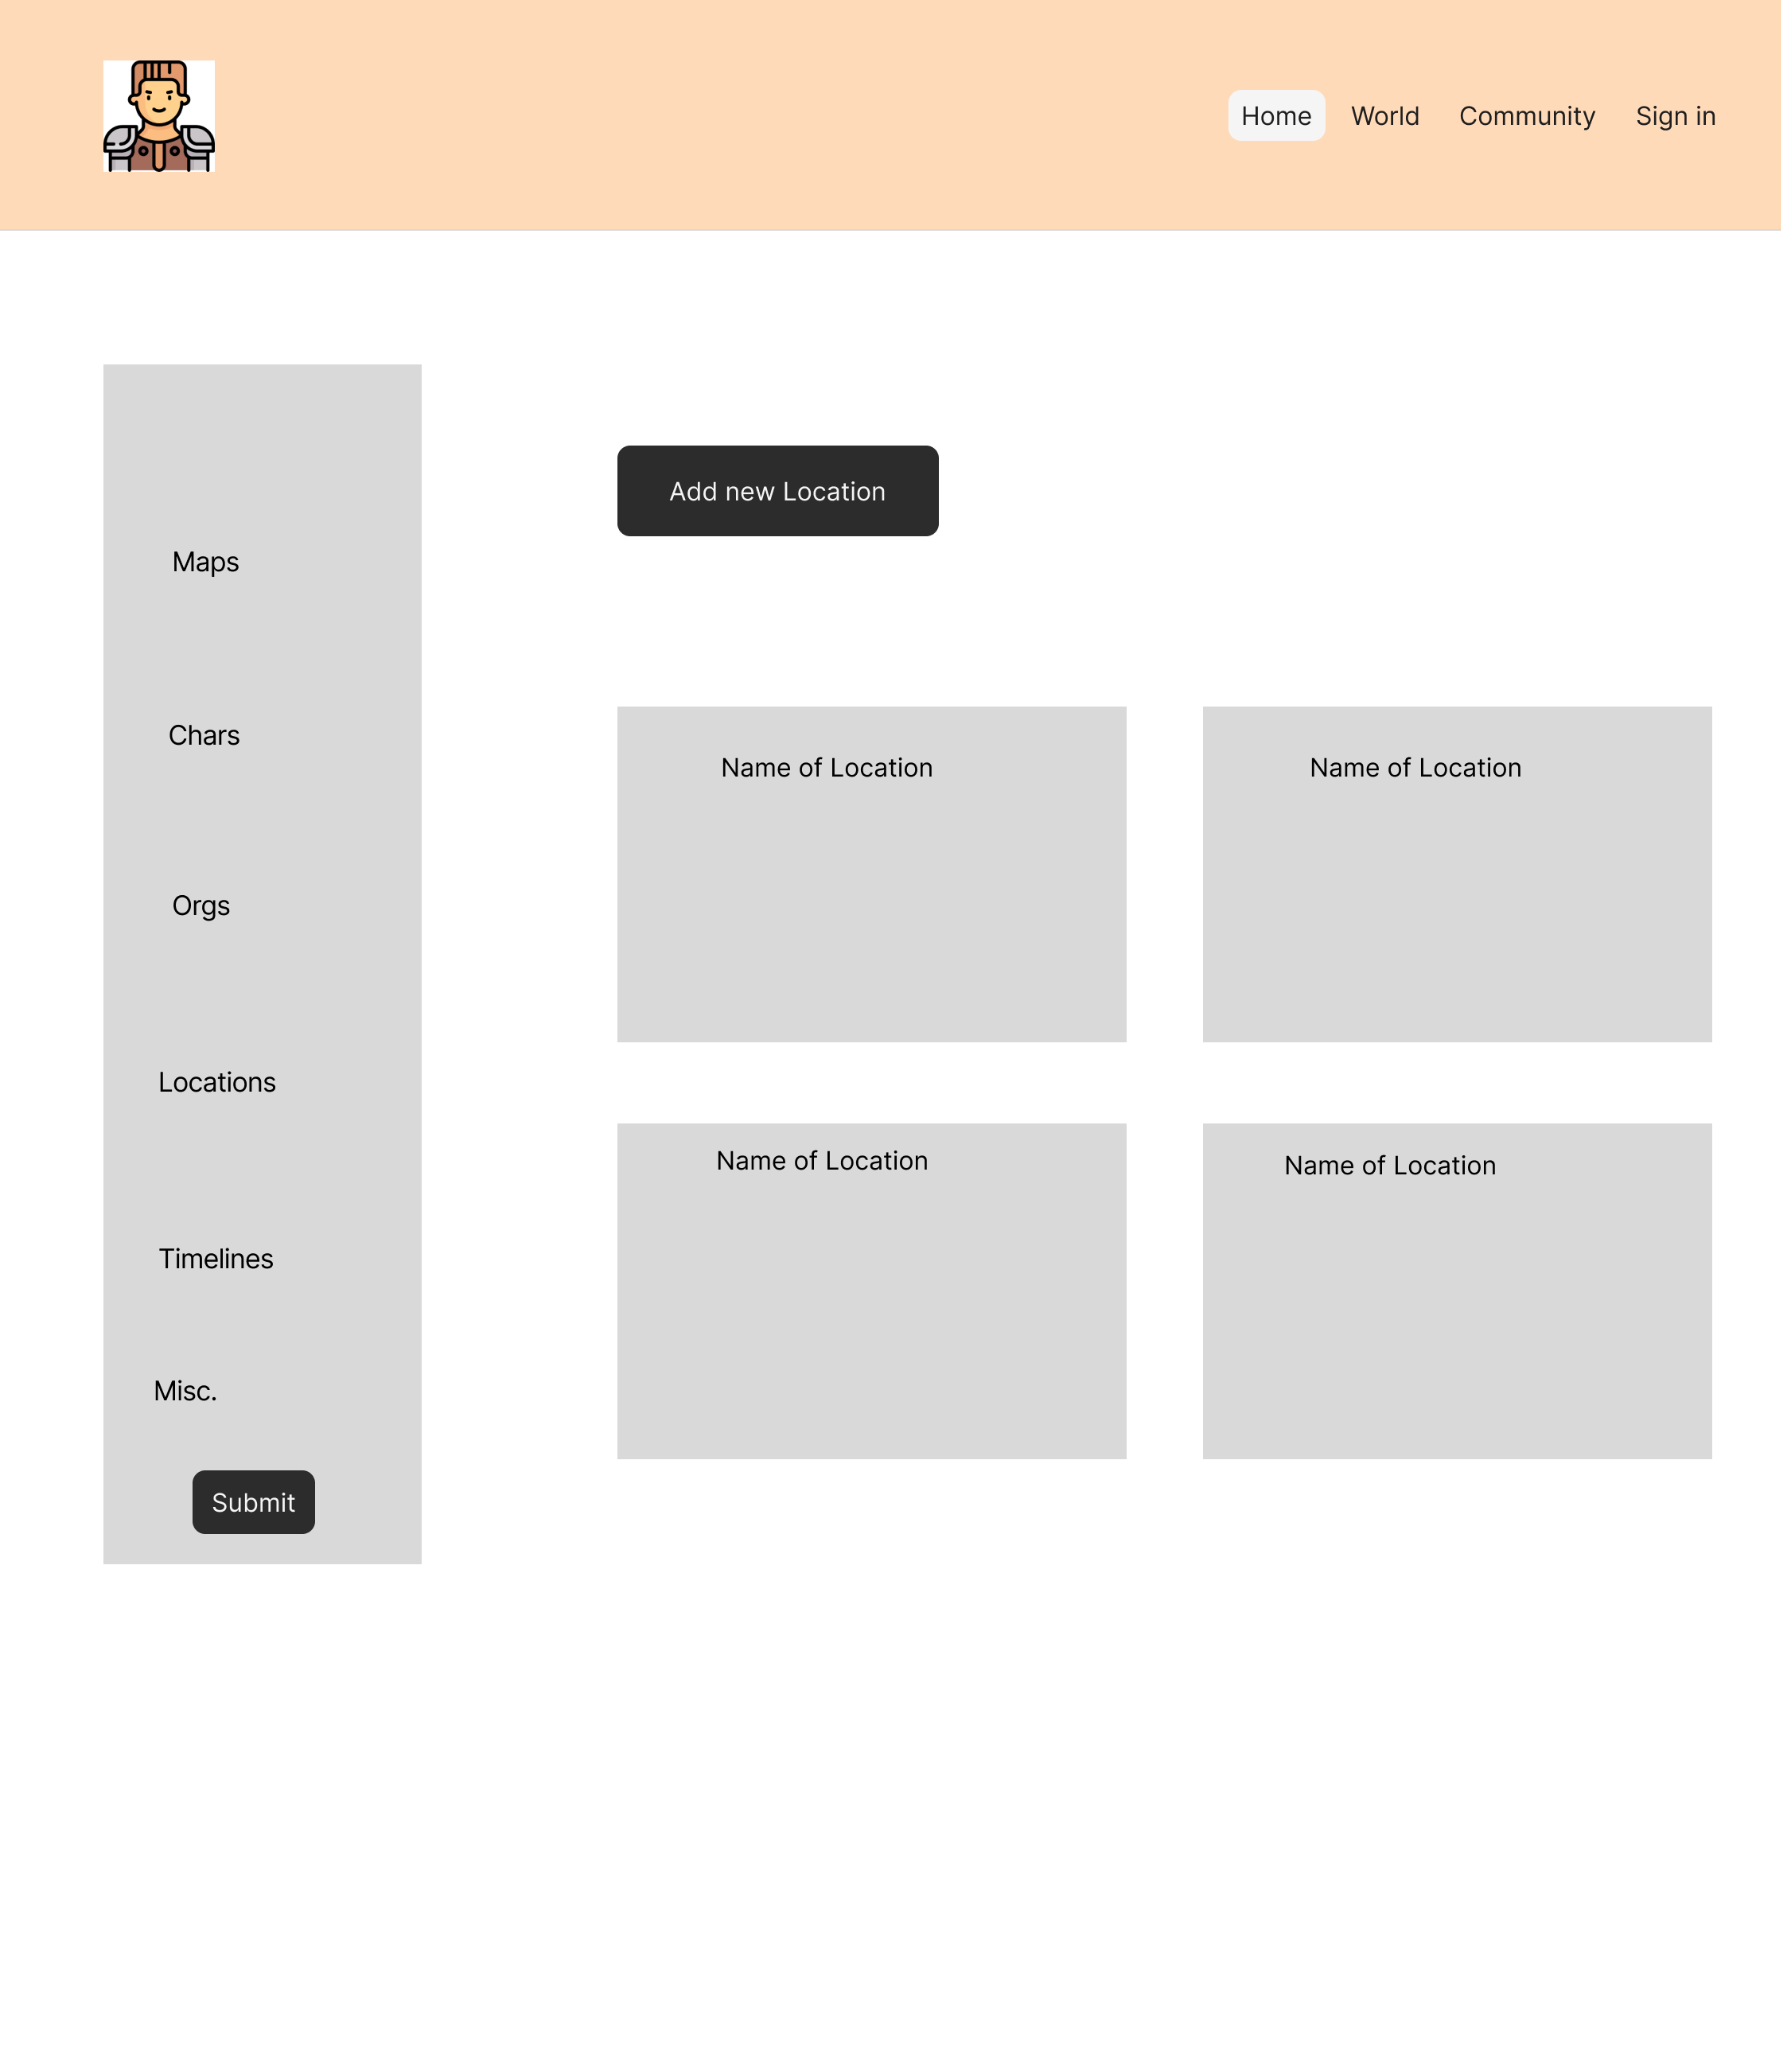 Home
World
Community
Sign in
Maps
Chars
Orgs
Locations
Timelines
Misc.
Submit
Add new Location
Name of Location
Name of Location
Name of Location
Name of Location